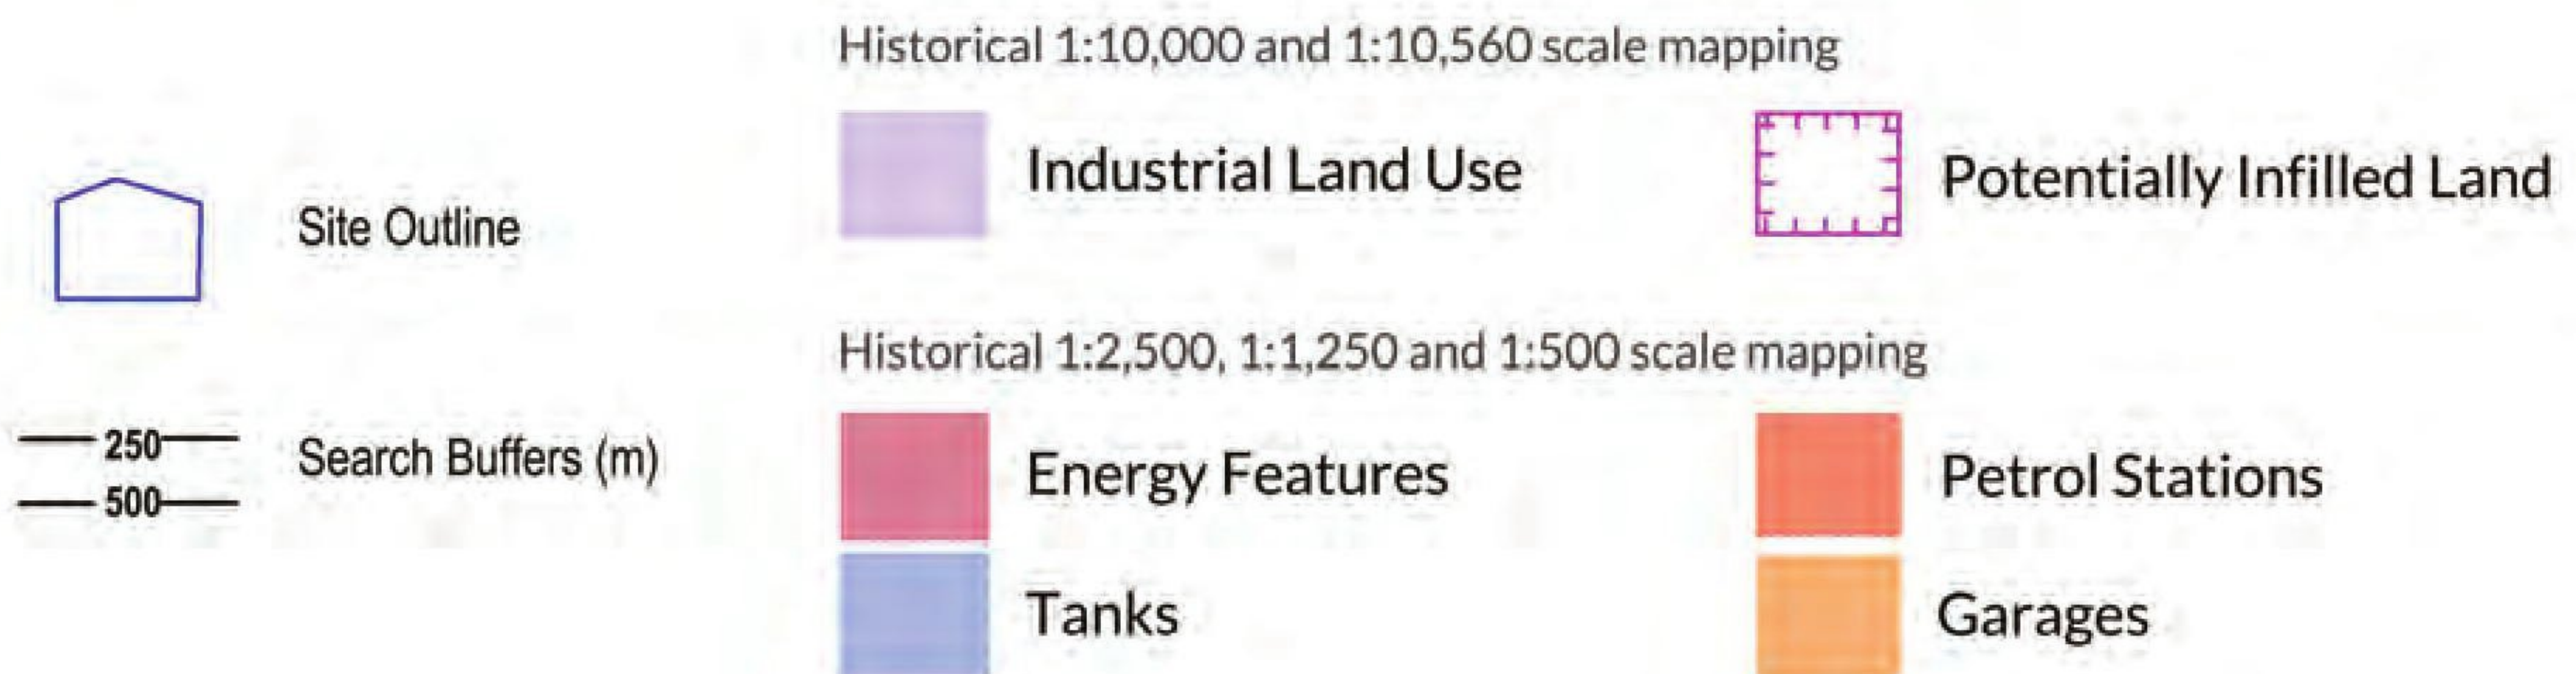 Historical 1:10,000 and 1:10,560 scale mapping
Industrial Land Use
Potentially Infilled Land
Site Outline
Historical 1:2,500, 1:1,250 and 1:500 scale mapping
250
500
Search Buffers (m)
Energy Features
Petrol Stations
Tanks
Garages